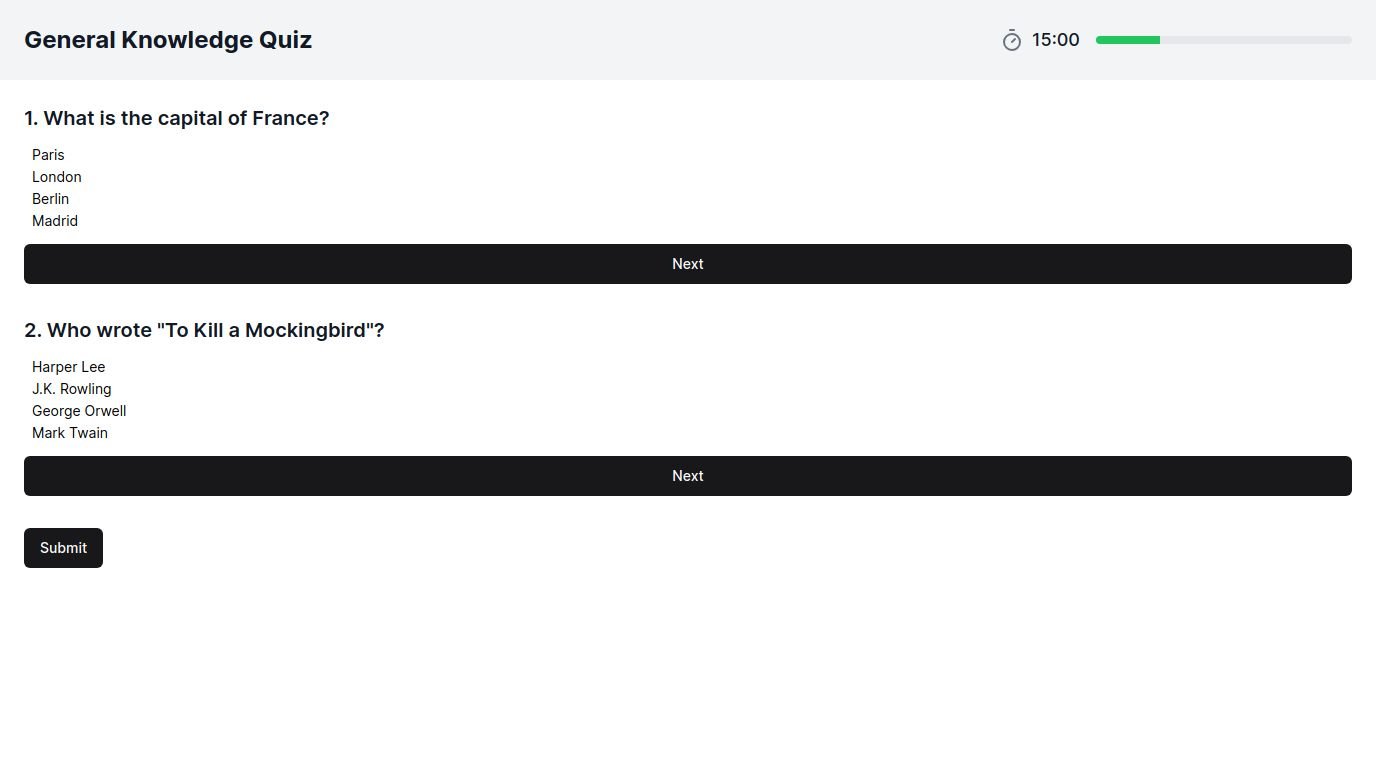 General Knowledge Quiz
15:00
1. What is the capital of France?
Paris
London
Berlin
Madrid
Next
2. Who wrote "To Kill a Mockingbird"?
Harper Lee
J.K. Rowling
George Orwell
Mark Twain
Next
Submit